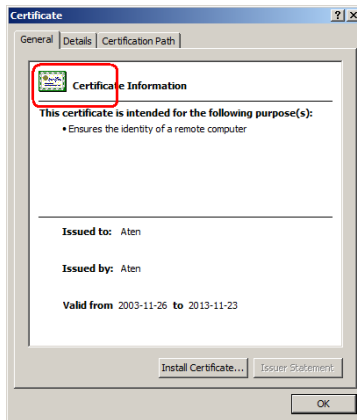 Certificate
General Details Certification Path
Certificate Information
This certificate is intended for the following purpose(s):
• Ensures the identity of a remote computer
Issued to: Aten
Issued by: Aten
Valid from 2003-11-26 to 2013-11-23
Install Certificate... Issuer Statement
OK